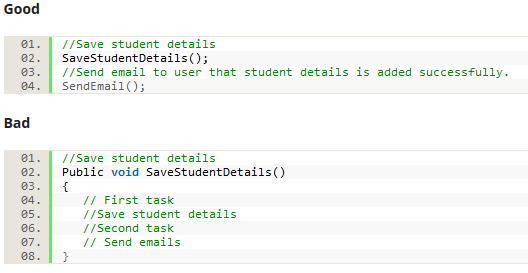 Good
01. //Save student details
02. SaveStudentDetails();
03. //Send email to user that student details is added successfully.
04. SendEmail();
Bad
01. //Save student details
02. Public void SaveStudentDetails()
03. {
04. // First task
05. //Save student details
06. //Second task
07. // Send emails
08. }